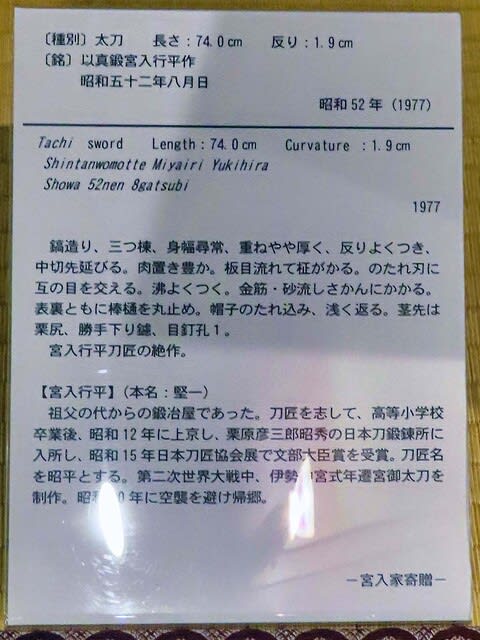 〔種別〕太刀　長さ：74.0cm　反り：1.9cm
〔銘〕以真鍛宮入行平作
昭和五十二年八月日
昭和52年（1977）
Tachi sword　Length：74.0cm　Curvature ：1.9cm
Shintanwomotte Miyairi Yukihira
Showa 52nen 8gatsubi
1977
鎬造り、三つ棟、身幅尋常、重ねやや厚く、反りよくつき、
中切先延びる。肉置き豊か。板目流れて柾がかる。のたれ刃に
互の目を交える。沸よくつく。金筋・砂流しさかんにかかる。
表裏ともに棒樋を丸止め。帽子のたれ込み、浅く返る。茎先は
栗尻、勝手下り鑢、目釘孔１。
宮入行平刀匠の絶作。
【宮入行平】（本名：堅一）
祖父の代からの鍛冶屋であった。刀匠を志して、高等小学校
卒業後、昭和12年に上京し、栗原彦三郎昭秀の日本刀鍛錬所に
入所し、昭和15年日本刀匠協会展で文部大臣賞を受賞。刀匠名
を昭平とする。第二次世界大戦中、伊勢宮式年遷宮御太刀を
制作。昭和0年に空襲を避け帰郷。
－宮入家寄贈－